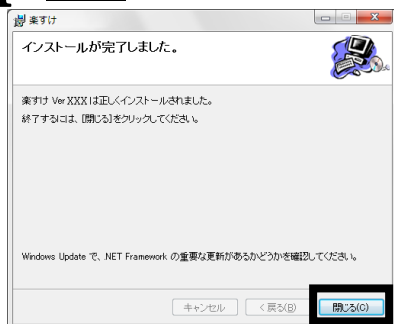 楽すけ
インストールが完了しました。
楽すけ Ver XXX は正しくインストールされました。
終了するには、[閉じる]をクリックしてください。
Windows Update で、.NET Framework の重要な更新があるかどうかを確認してください。
キャンセル < 戻る(B) 閉じる(C)